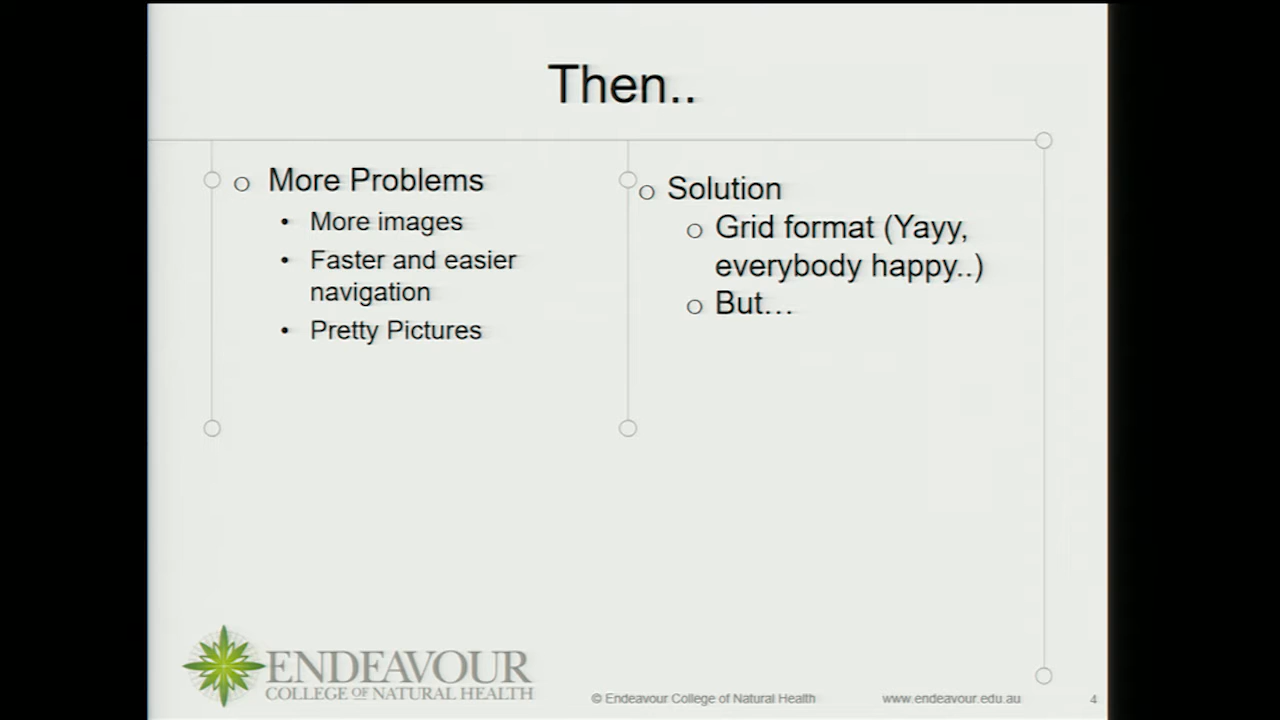 Then..
More Problems
More images
Faster and easier
navigation
Pretty Pictures
Solution
Grid format (Yayy,
everybody happy..)
But...
ENDEAVOUR
COLLEGE OF NATURAL HEALTH
© Endeavour College of Natural Health
www.endeavour.edu.au
4